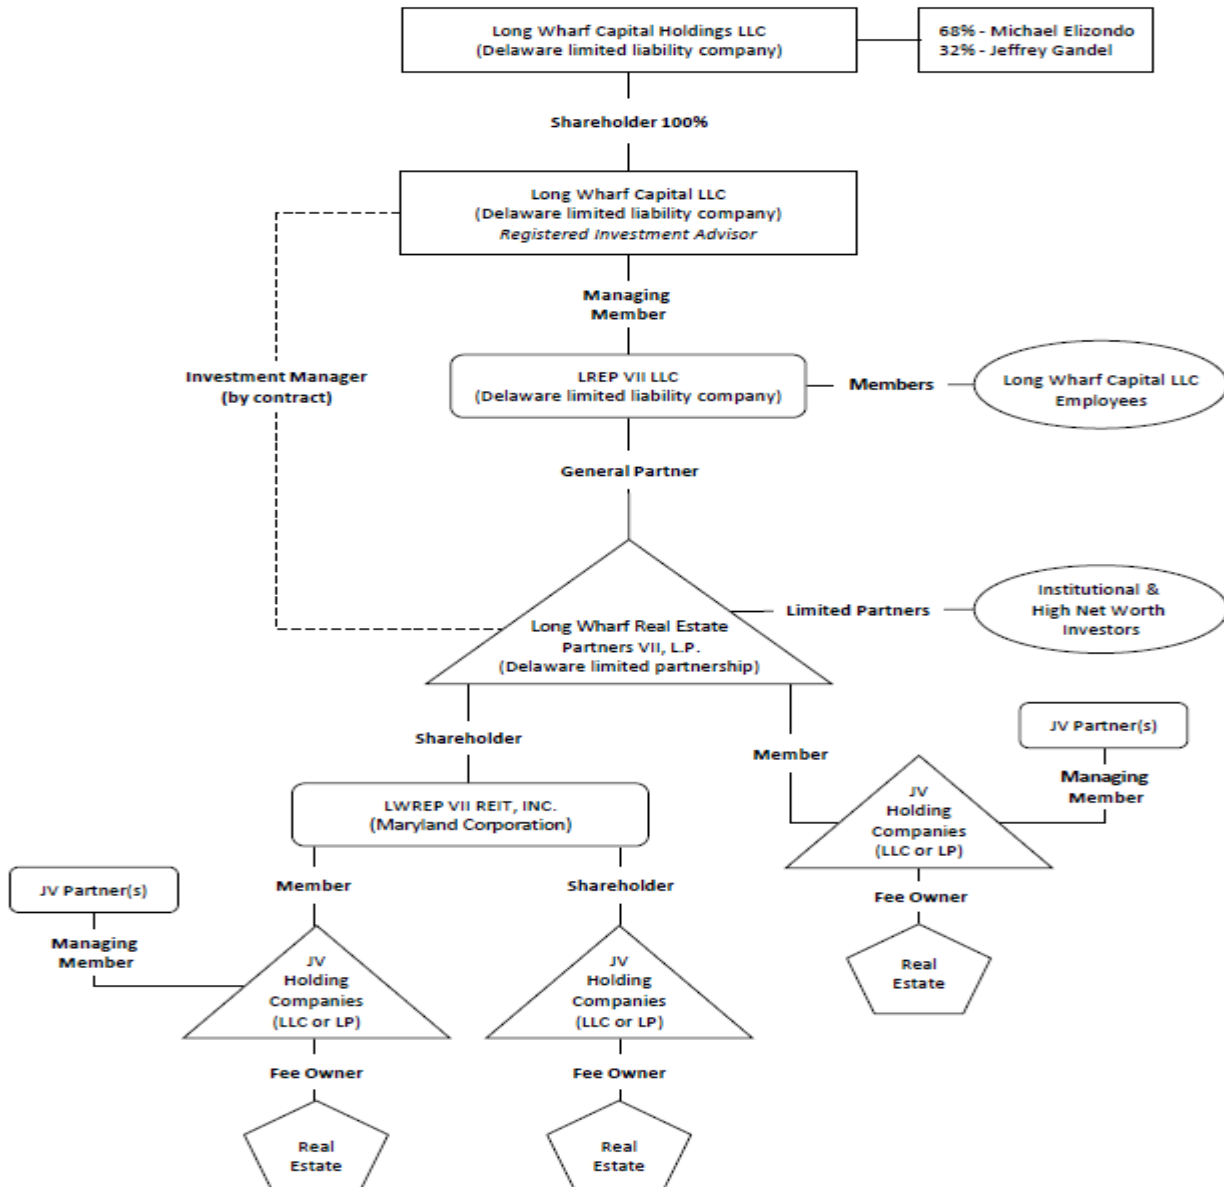 Long Wharf Capital Holdings LLC
(Delaware limited liability company)
68% - Michael Elizondo
32% - Jeffrey Gandel
Shareholder 100%
Long Wharf Capital LLC
(Delaware limited liability company)
Registered Investment Advisor
Managing
Member
Investment Manager
(by contract)
LREP VII LLC
(Delaware limited liability company)
Members
Long Wharf Capital LLC
Employees
General Partner
Long Wharf Real Estate
Partners VII, L.P.
(Delaware limited partnership)
Limited Partners
Institutional &
High Net Worth
Investors
Shareholder
Member
JV Partner(s)
Managing
Member
LWREP VII REIT, INC.
(Maryland Corporation)
JV
Holding
Companies
(LLC or LP)
Fee Owner
Real
Estate
JV Partner(s)
Managing
Member
Member
Shareholder
JV
Holding
Companies
(LLC or LP)
JV
Holding
Companies
(LLC or LP)
Fee Owner
Fee Owner
Real
Estate
Real
Estate